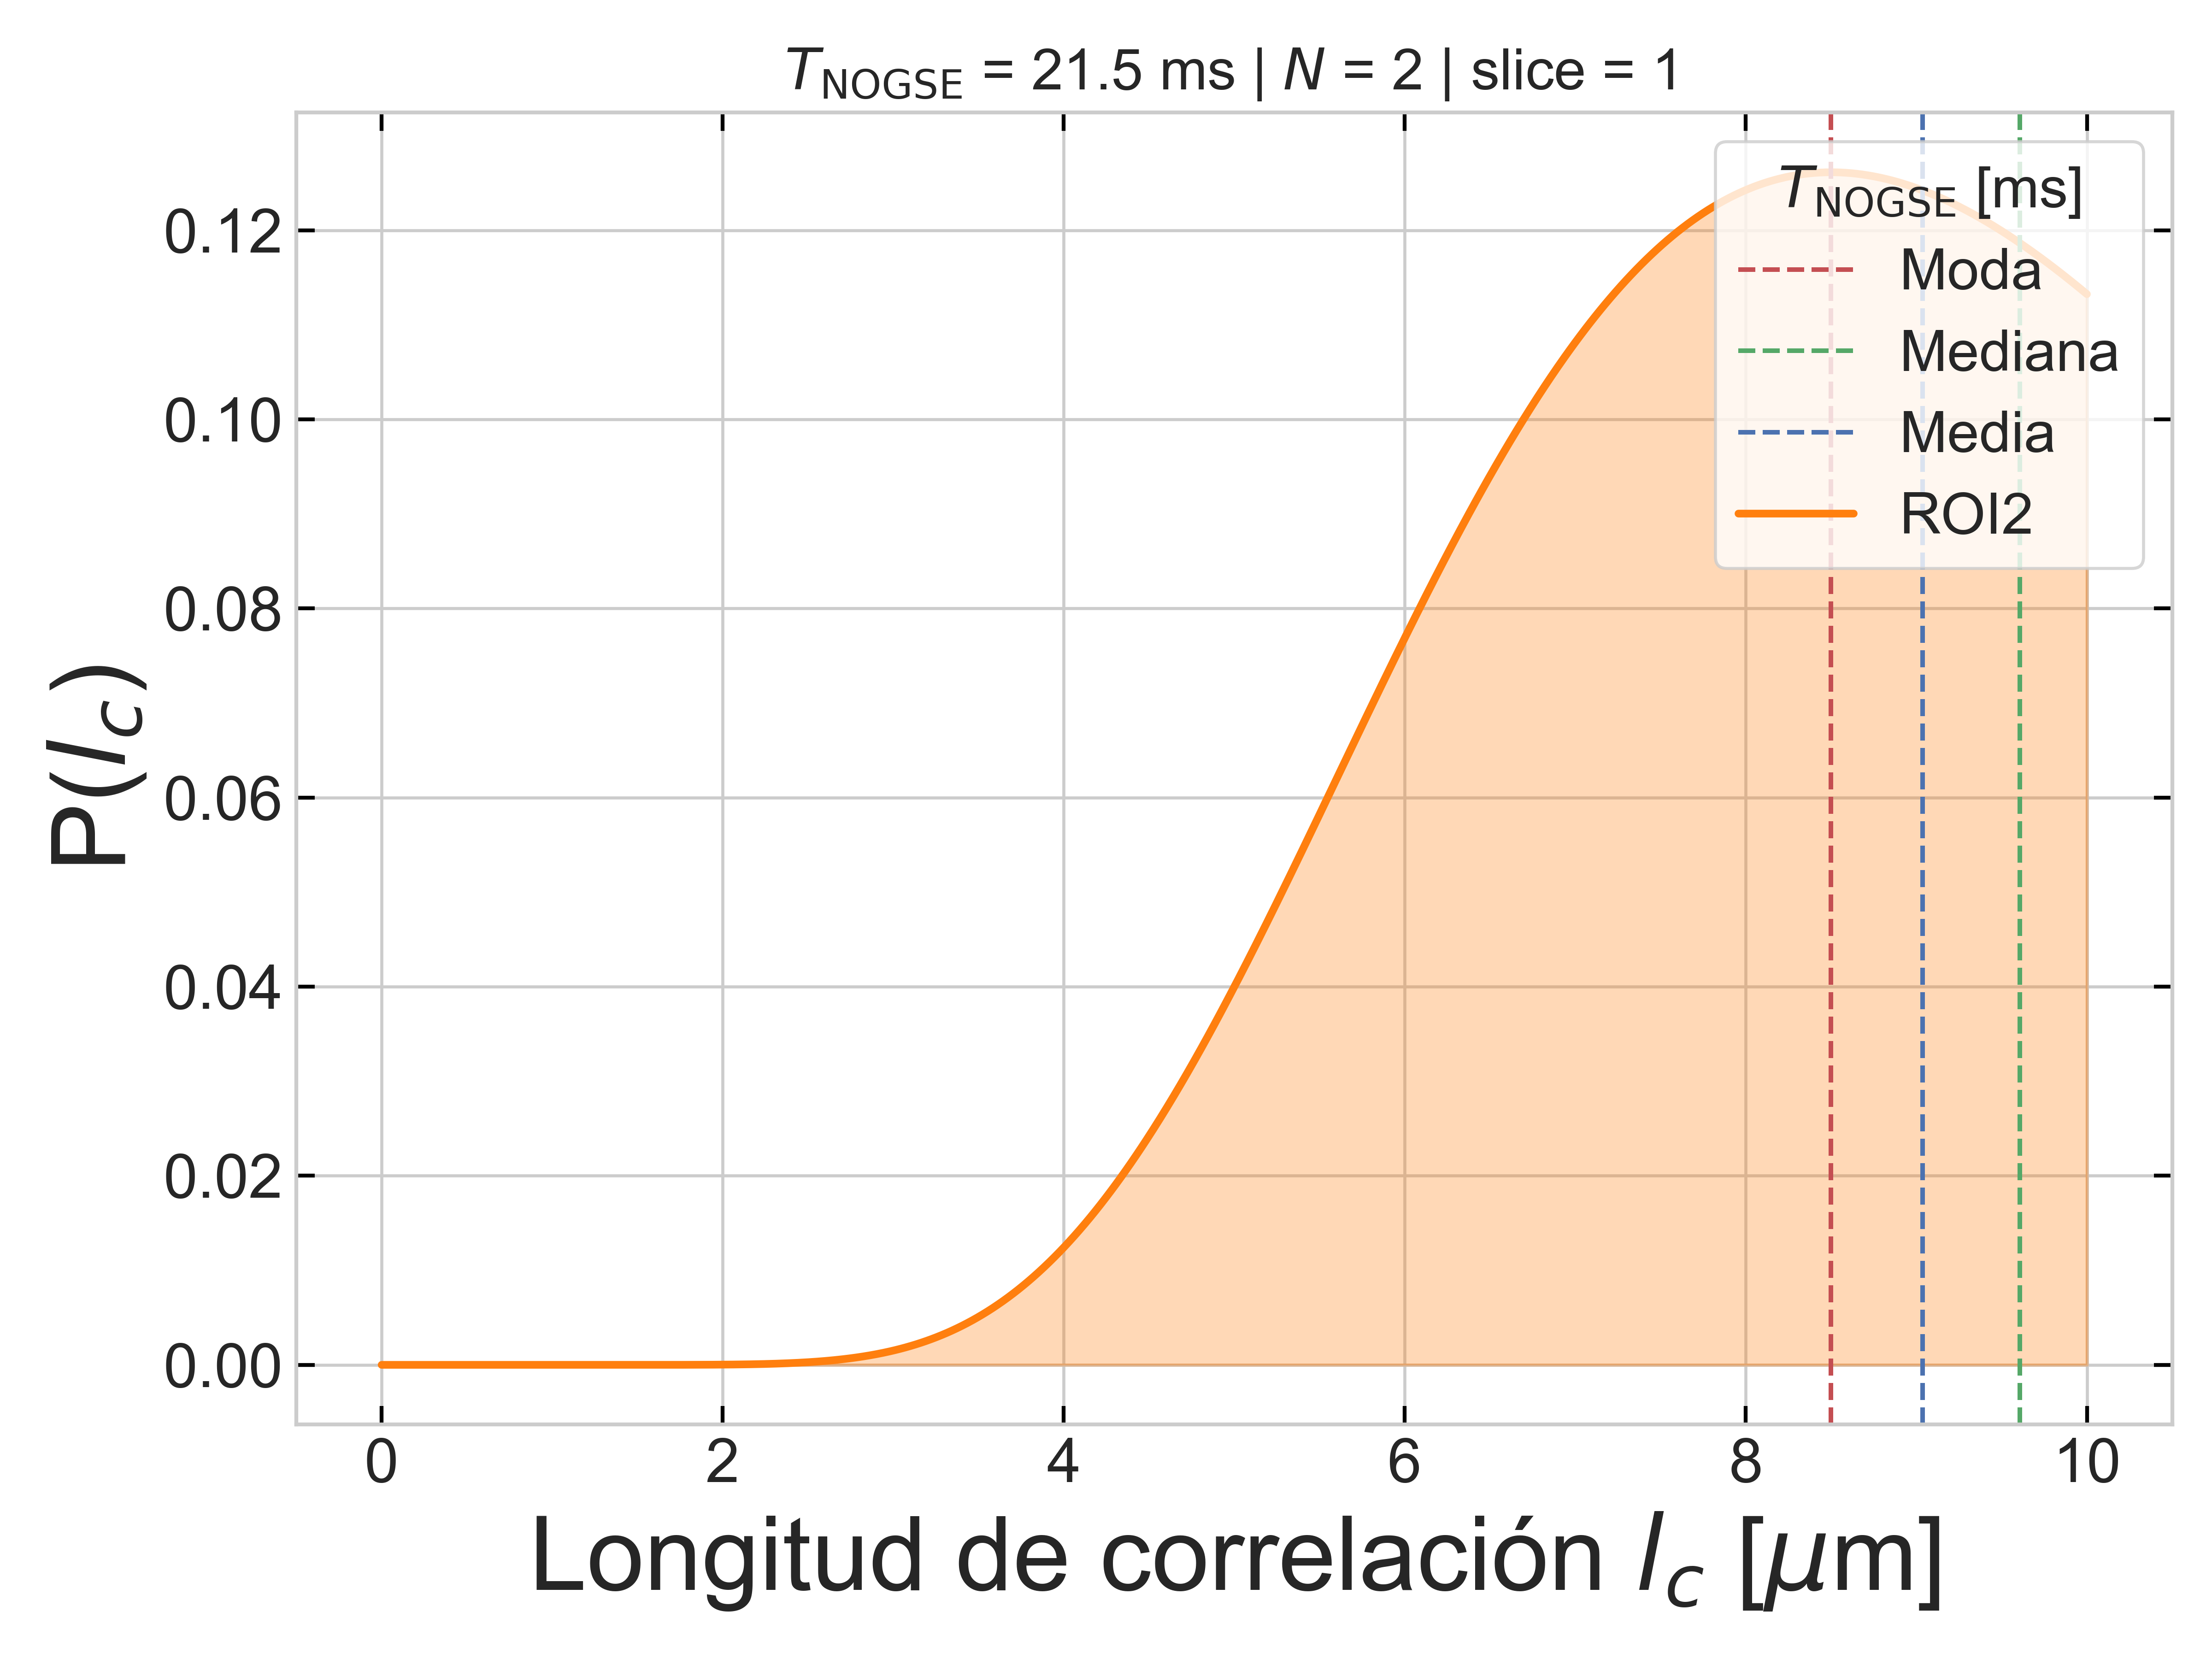 T_NOGSE = 21.5 ms | N = 2 | slice = 1
P(l_c)
0.12
0.10
0.08
0.06
0.04
0.02
0.00
T_NOGSE [ms]
Moda
Mediana
Media
ROI2
0 2 4 6 8 10
Longitud de correlación l_c [μm]